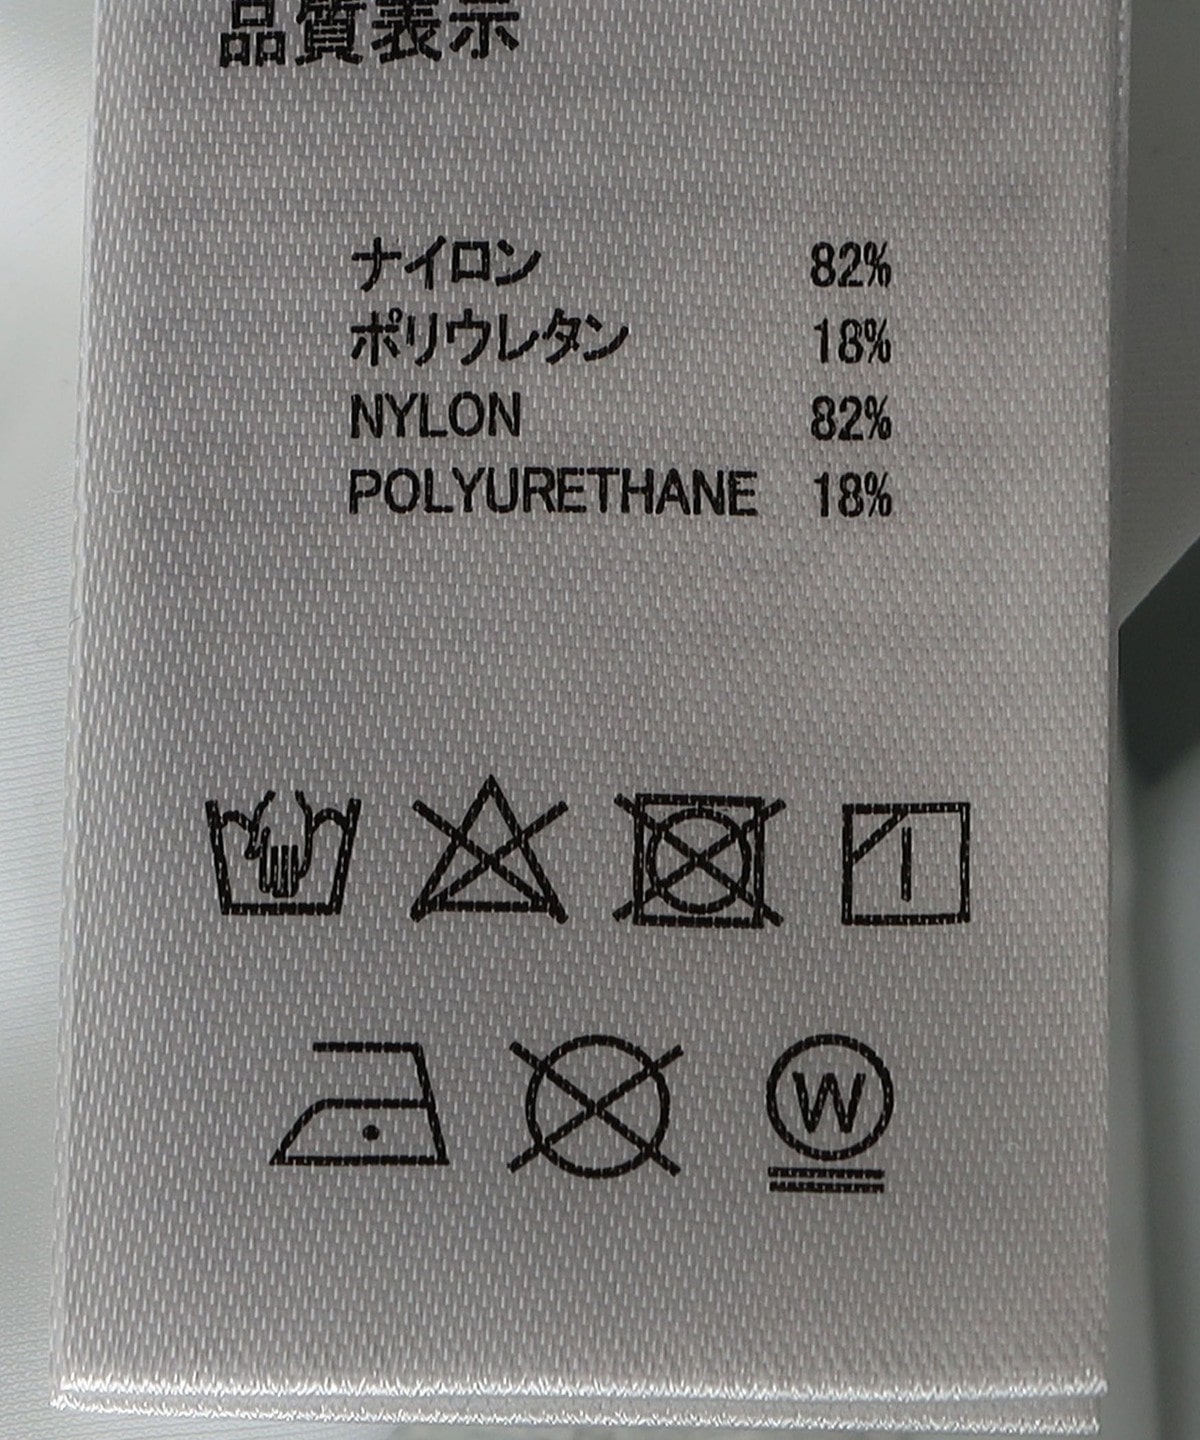 品質表示
ナイロン 82%
ポリウレタン 18%
NYLON 82%
POLYURETHANE 18%
W